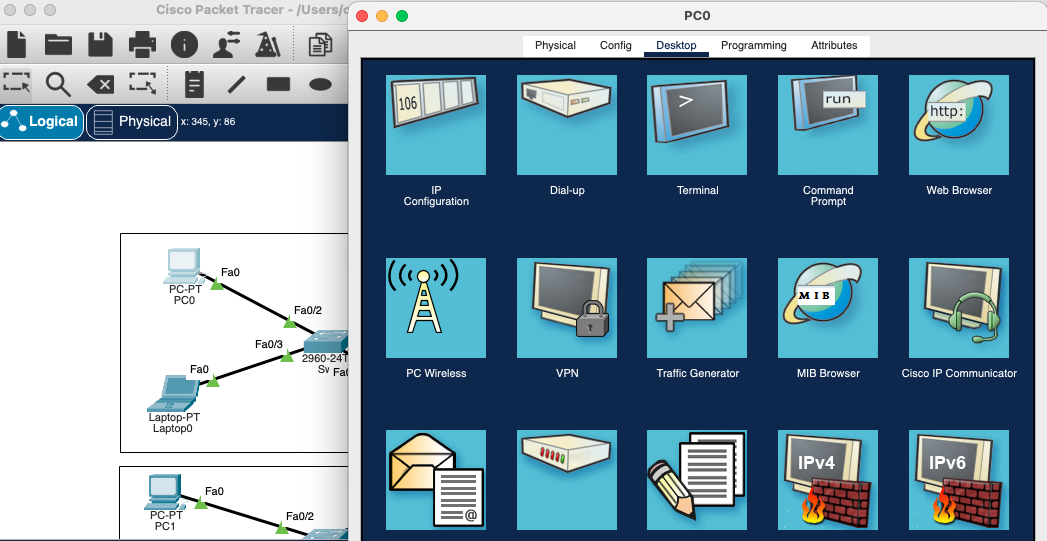 Cisco Packet Tracer - /Users/c
PC0
Physical
Config
Desktop
Programming
Attributes
Logical
Physical
x: 345, y: 86
106
>
run
http:
IP
Configuration
Dial-up
Terminal
Command
Prompt
Web Browser
MIB
PC Wireless
VPN
Traffic Generator
MIB Browser
Cisco IP Communicator
@
IPv4
IPv6
Fa0
PC-PT
PC0
Fa0/2
Fa0/3
2960-24T
Sw
Fa0
Fa0
Laptop-PT
Laptop0
Fa0
PC-PT
PC1
Fa0/2